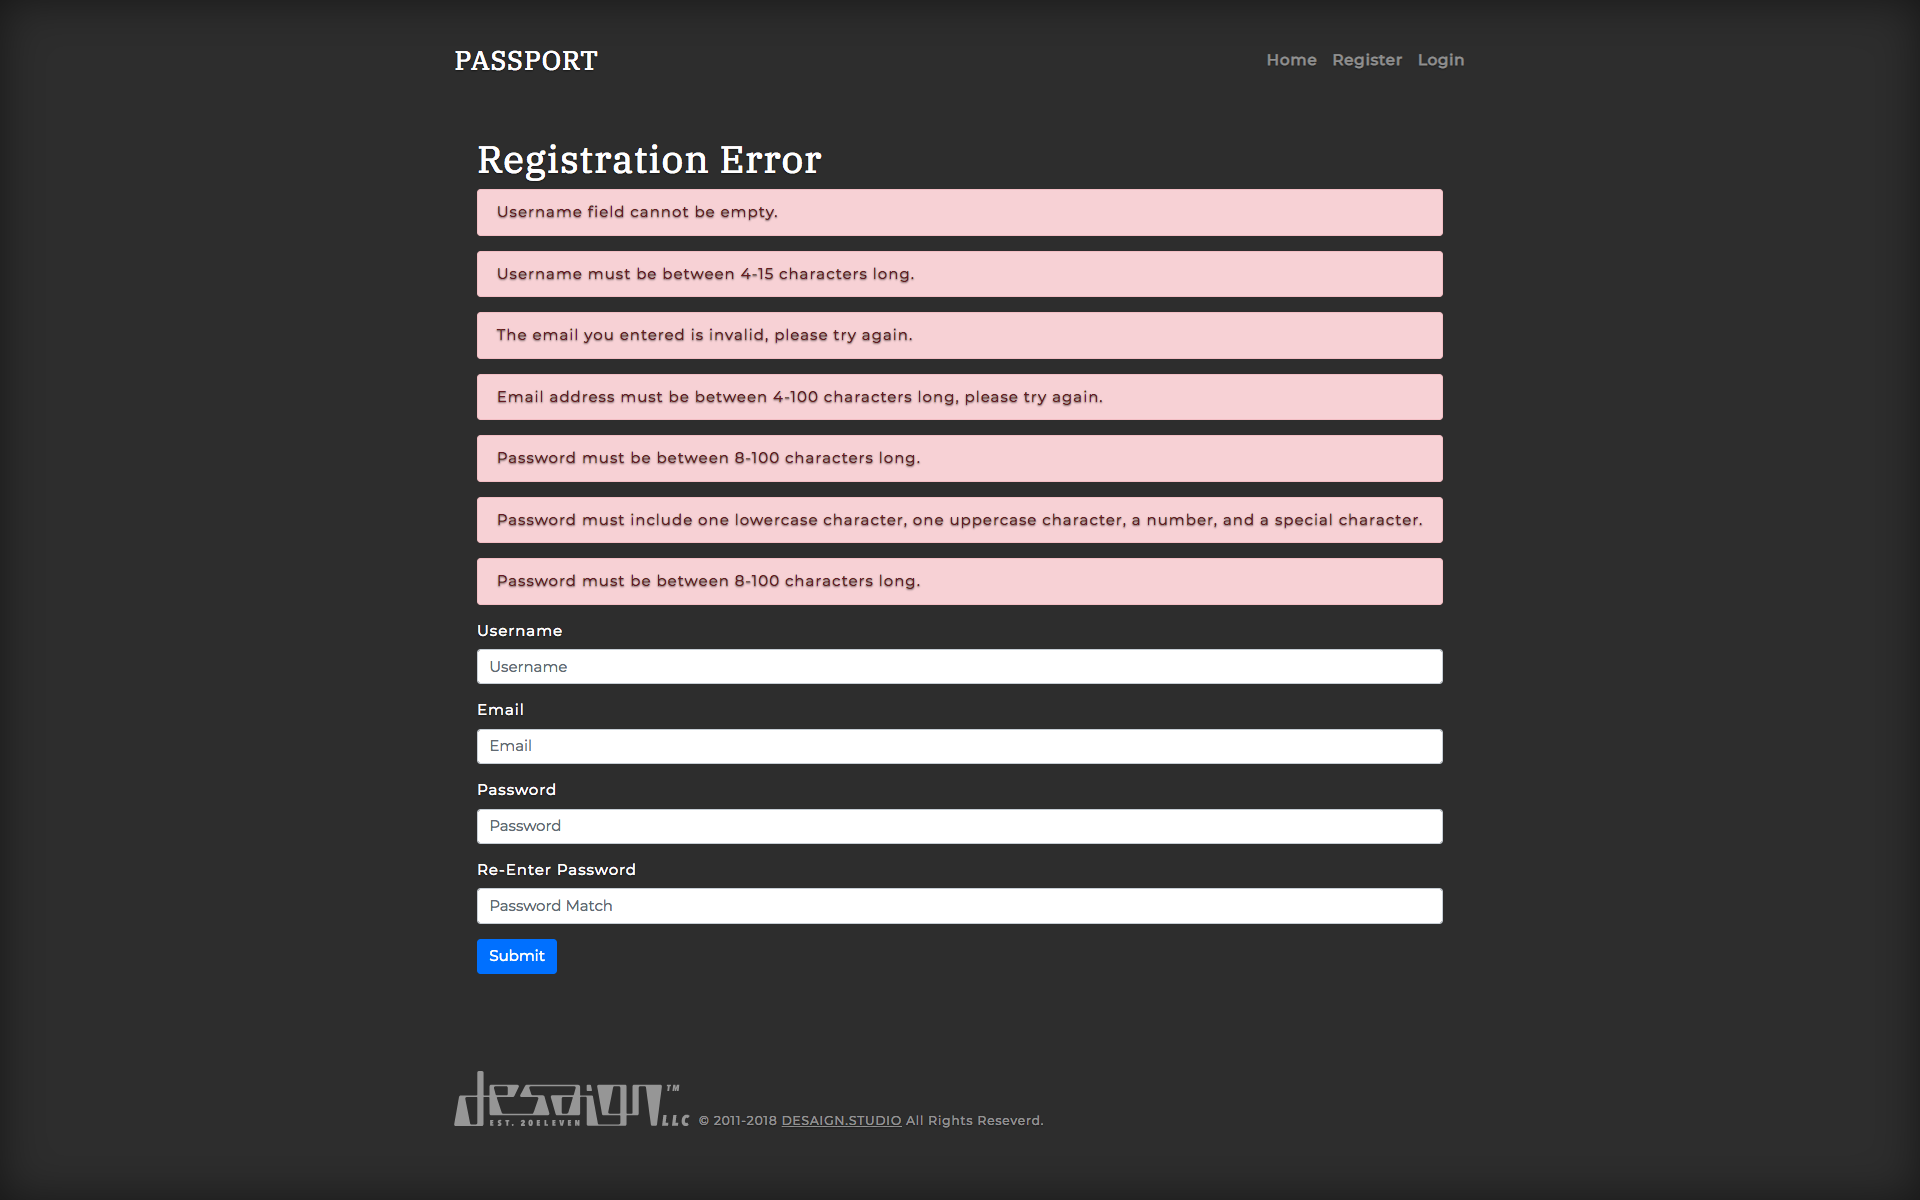 PASSPORT
Home Register Login
Registration Error
Username field cannot be empty.
Username must be between 4-15 characters long.
The email you entered is invalid, please try again.
Email address must be between 4-100 characters long, please try again.
Password must be between 8-100 characters long.
Password must include one lowercase character, one uppercase character, a number, and a special character.
Password must be between 8-100 characters long.
Username
Username
Email
Email
Password
Password
Re-Enter Password
Password Match
Submit
desaign™
EST. 20ELEVEN LLC © 2011-2018 DESAIGN.STUDIO All Rights Reseverd.